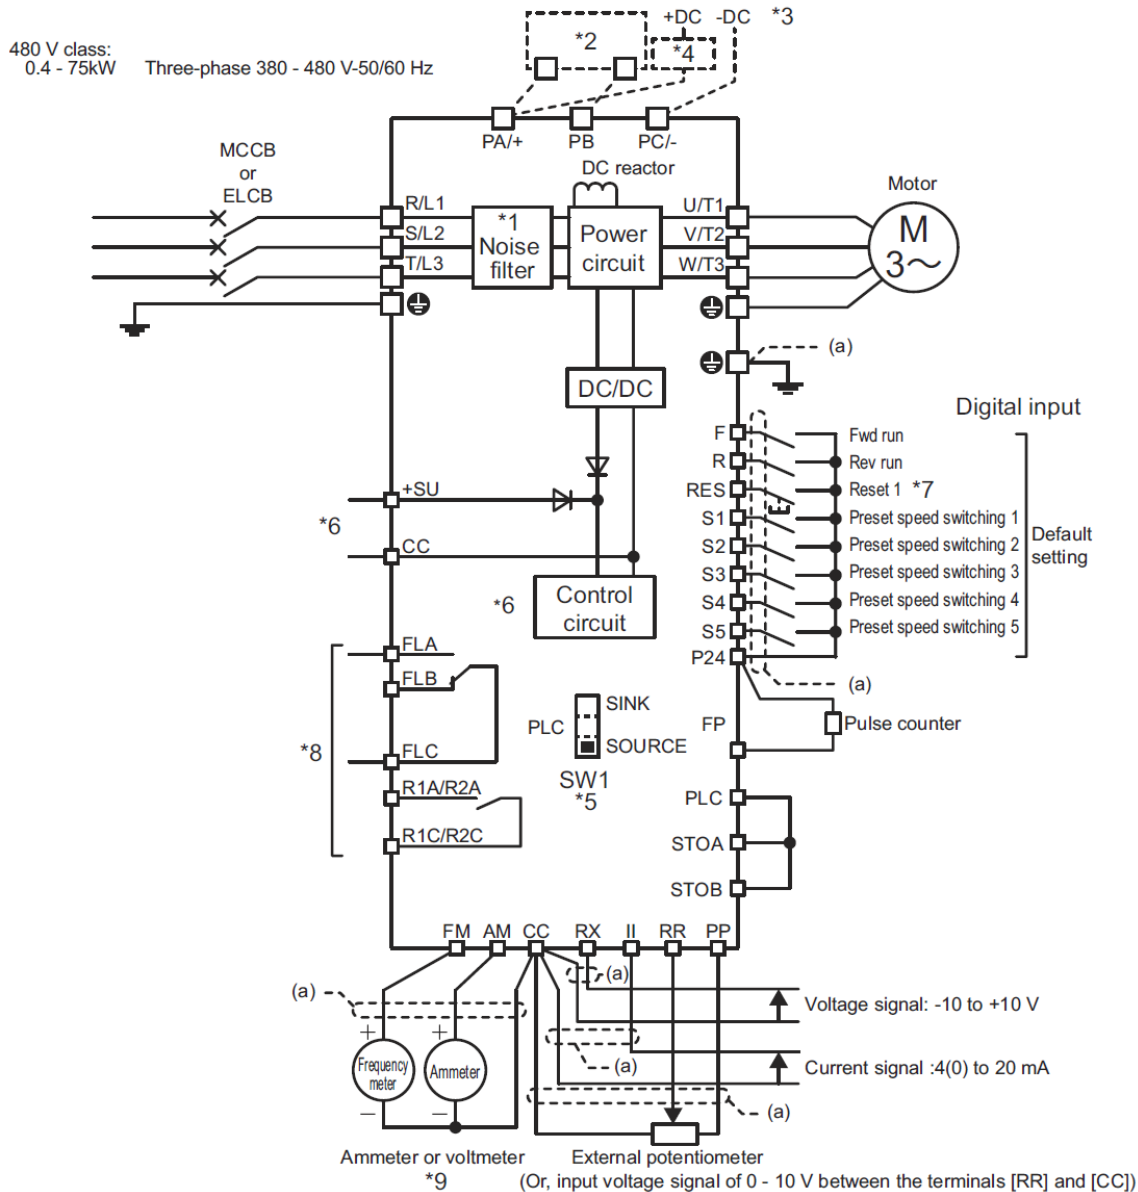 +DC -DC *3
*2
*4
480 V class:
0.4 - 75kW Three-phase 380 - 480 V-50/60 Hz
PA/+ PB PC/-
MCCB
or
ELCB
DC reactor
Motor
R/L1
S/L2
T/L3
*1
Noise
filter
Power
circuit
U/T1
V/T2
W/T3
M
3~
(a)
DC/DC
Digital input
F Fwd run
R Rev run
RES Reset 1 *7
S1 Preset speed switching 1
S2 Preset speed switching 2
S3 Preset speed switching 3
S4 Preset speed switching 4
S5 Preset speed switching 5
P24
Default
setting
(a)
+SU
*6
CC
*6
Control
circuit
FLA
FLB
*8
FLC
R1A/R2A
R1C/R2C
SINK
PLC
SOURCE
SW1
*5
FP
Pulse counter
PLC
STOA
STOB
FM AM CC RX II RR PP
(a)
(a)
Voltage signal: -10 to +10 V
+ +
Frequency
meter
Ammeter
(a)
Current signal :4(0) to 20 mA
− −
(a)
Ammeter or voltmeter
*9
External potentiometer
(Or, input voltage signal of 0 - 10 V between the terminals [RR] and [CC])